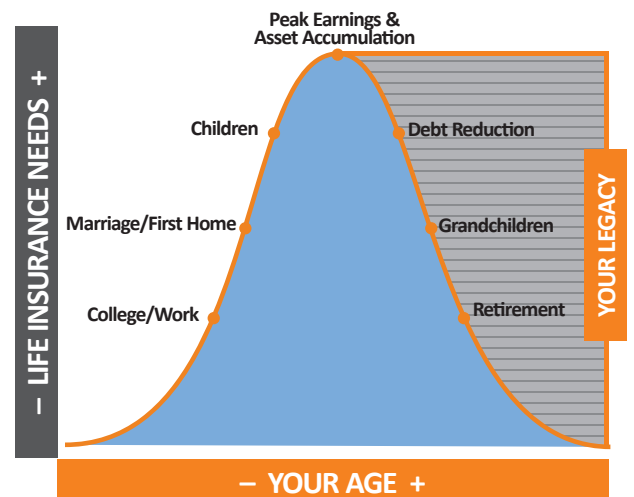 Peak Earnings &
Asset Accumulation
Children
Debt Reduction
Marriage/First Home
Grandchildren
College/Work
Retirement
– LIFE INSURANCE NEEDS +
YOUR LEGACY
– YOUR AGE +